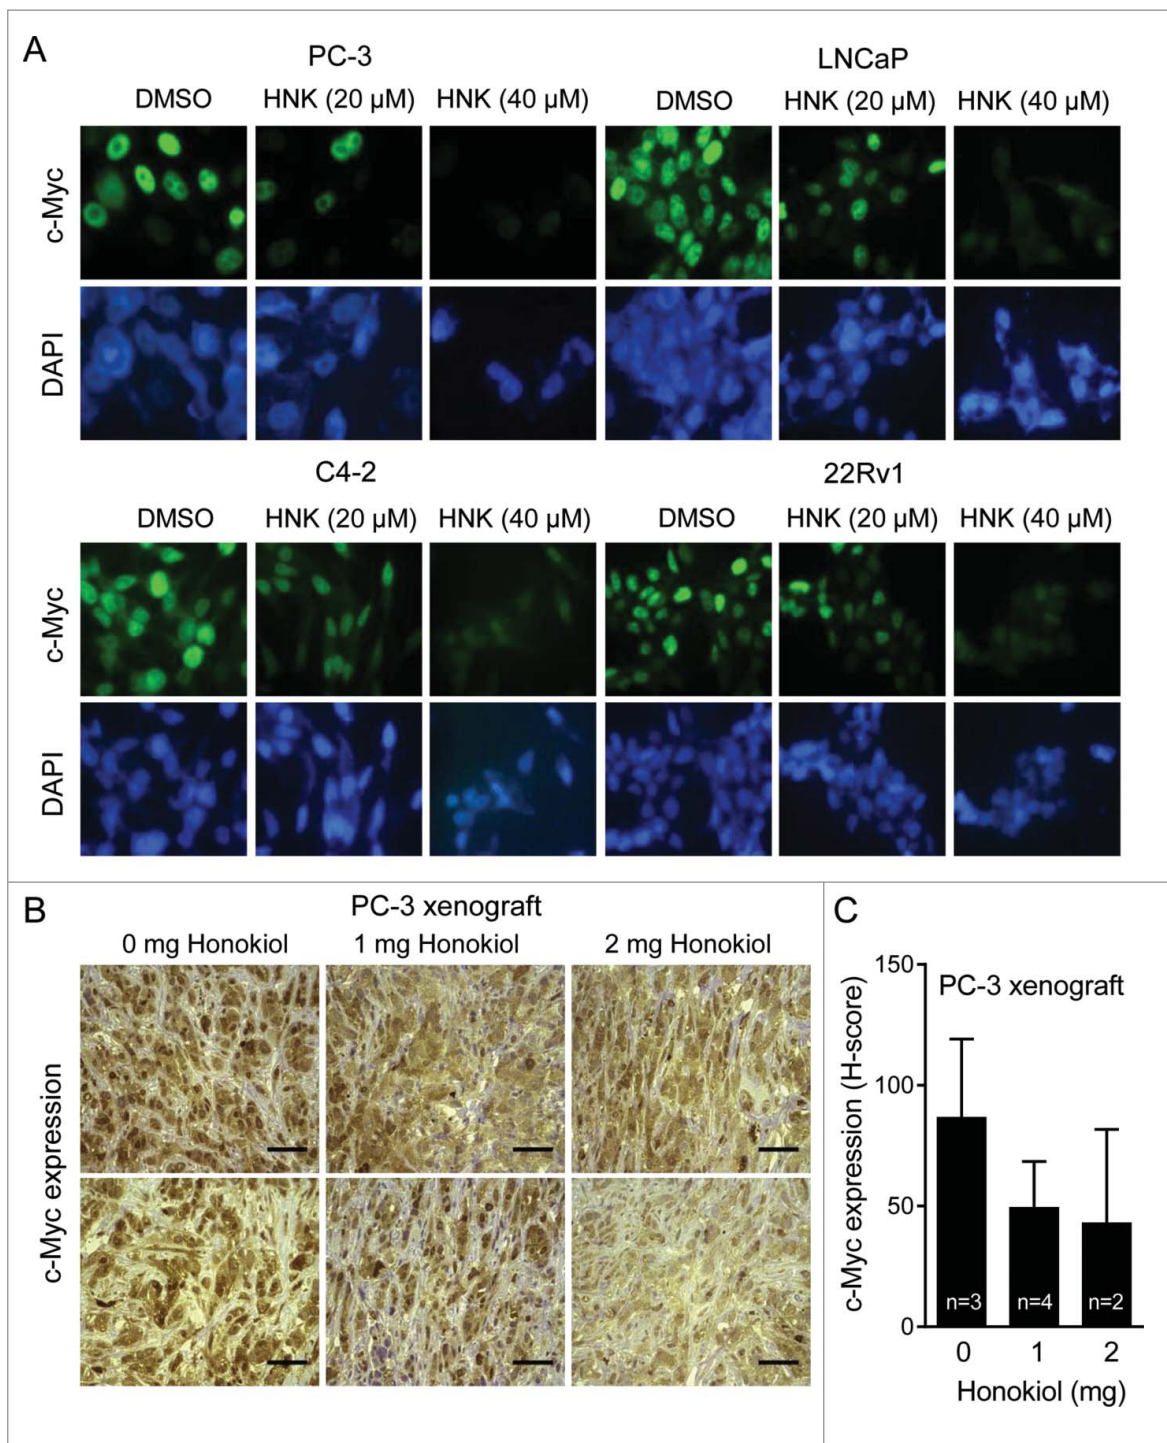 A
PC-3
LNCaP
DMSO
HNK (20 µM)
HNK (40 µM)
DMSO
HNK (20 µM)
HNK (40 µM)
c-Myc
DAPI
C4-2
22Rv1
DMSO
HNK (20 µM)
HNK (40 µM)
DMSO
HNK (20 µM)
HNK (40 µM)
c-Myc
DAPI
B
PC-3 xenograft
0 mg Honokiol
1 mg Honokiol
2 mg Honokiol
c-Myc expression
C
PC-3 xenograft
c-Myc expression (H-score)
150
100
50
0
n=3
n=4
n=2
0
1
2
Honokiol (mg)